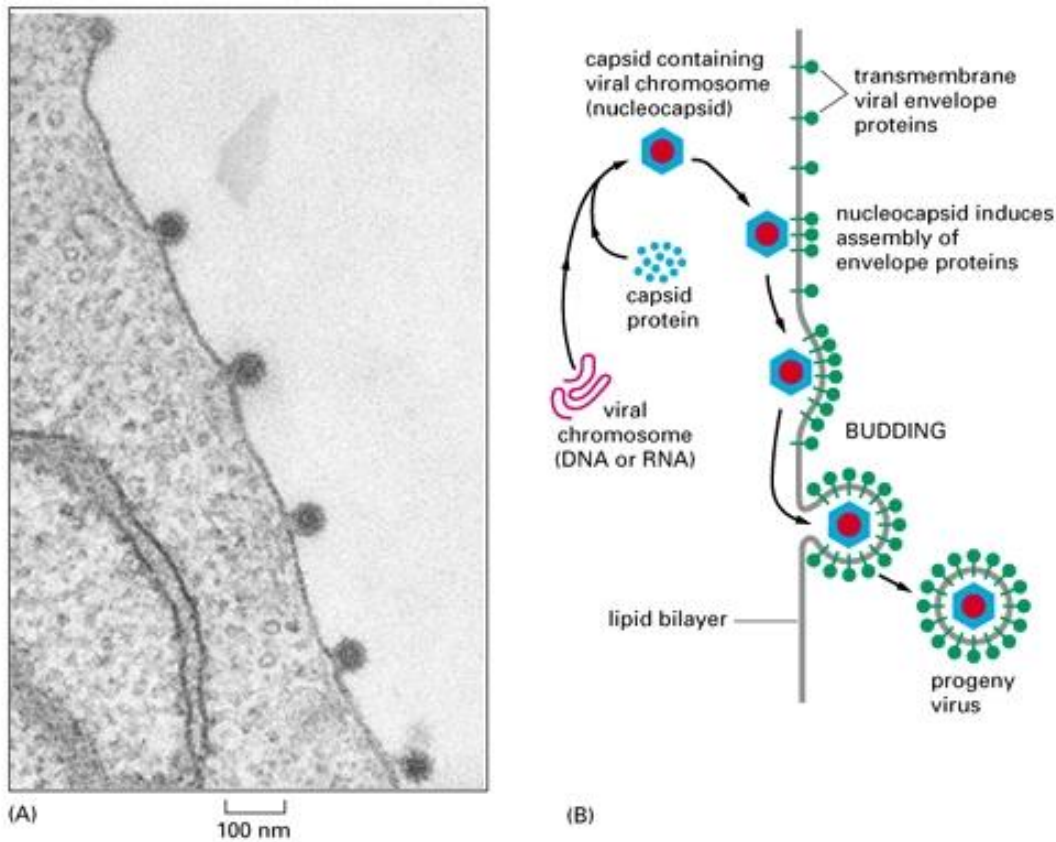 capsid containing
viral chromosome
(nucleocapsid)
transmembrane
viral envelope
proteins
nucleocapsid induces
assembly of
envelope proteins
capsid
protein
viral
chromosome
(DNA or RNA)
BUDDING
lipid bilayer
progeny
virus
(A)
100 nm
(B)